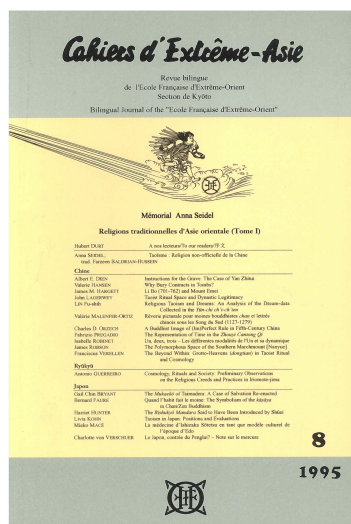 Cahiers d'Extrême-Asie
Revue bilingue
de l'Ecole Française d'Extrême-Orient
Section de Kyôto
Bilingual Journal of the "Ecole Française d'Extrême-Orient"
Mémorial Anna Seidel
Religions traditionnelles d'Asie orientale (Tome I)
Hubert DURT A nos lecteurs/To our readers/序文
Anna SEIDEL, Taoïsme : Religion non-officielle de la Chine
trad. Farzeen BALDRIAN-HUSSEIN
Chine
Albert E. DIEN Instructions for the Grave: The Case of Yan Zhitui
Valerie HANSEN Why Bury Contracts in Tombs?
James M. HARGETT Li Bo (701-762) and Mount Emei
John LAGERWEY Taoist Ritual Space and Dynastic Legitimacy
LIN Fu-shih Religious Taoism and Dreams: An Analysis of the Dream-data
Collected in the Yün-chi ch'i-ch'ien
Valérie MALENFER-ORTIZ Rêverie picturale pour moines bouddhistes chan et lettrés
chinois sous les Song du Sud (1127-1279)
Charles D. ORZECH A Buddhist Image of (Im)Perfect Rule in Fifth-Century China
Fabrizio PREGADIO The Representation of Time in the Zhouyi Cantong Qi
Isabelle ROBINET Un, deux, trois - Les différentes modalités de l'Un et sa dynamique
James ROBSON The Polymorphous Space of the Southern Marchmount [Nanyue]
Franciscus VERELLEN The Beyond Within: Grotto-Heavens (dongtian) in Taoist Ritual
and Cosmology
Ryûkyû
Antonio GUERREIRO Cosmology, Rituals and Society: Preliminary Observations
on the Religious Creeds and Practices in Iriomote-jima
Japon
Gail Chin BRYANT The Mukaekô of Taimadera: A Case of Salvation Re-enacted
Bernard FAURE Quand l'habit fait le moine: The Symbolism of the kâsâya
in Chan/Zen Buddhism
Harriet HUNTER The Rishukyô Mandara Said to Have Been Introduced by Shûei
Livia KOHN Taoism in Japan: Positions and Evaluations
Mieko MACÉ La médecine d'Ishizaka Sôtetsu en tant que modèle culturel de
l'époque d'Edo
Charlotte von VERSCHUER Le Japon, contrée du Penglai? - Note sur le mercure
8
1995